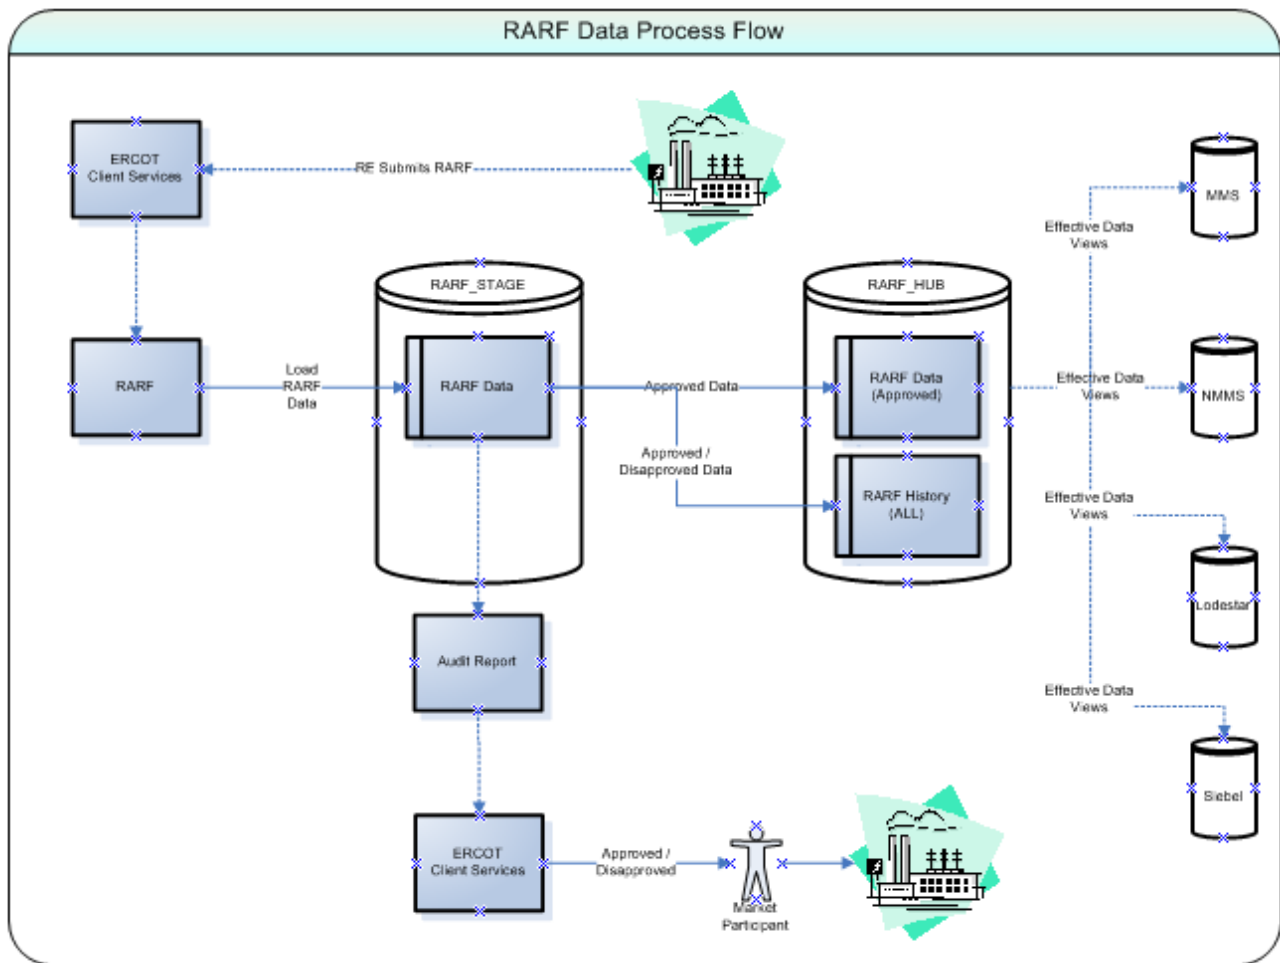 RARF Data Process Flow
ERCOT
Client Services
RE Submits RARF
MMS
Effective Data
Views
RARF_STAGE
RARF_HUB
RARF
Load
RARF
Data
RARF Data
Approved Data
RARF Data
(Approved)
Effective Data
Views
NMMS
Approved /
Disapproved Data
RARF History
(ALL)
Effective Data
Views
Lodestar
Audit Report
Effective Data
Views
Siebel
ERCOT
Client Services
Approved /
Disapproved
Market
Participant